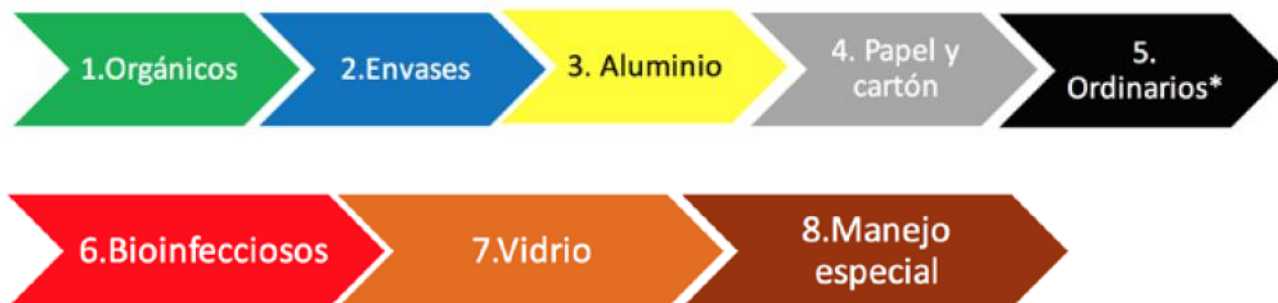 1.Orgánicos
2.Envases
3. Aluminio
4. Papel y
cartón
5.
Ordinarios*
6.Bioinfecciosos
7.Vidrio
8.Manejo
especial